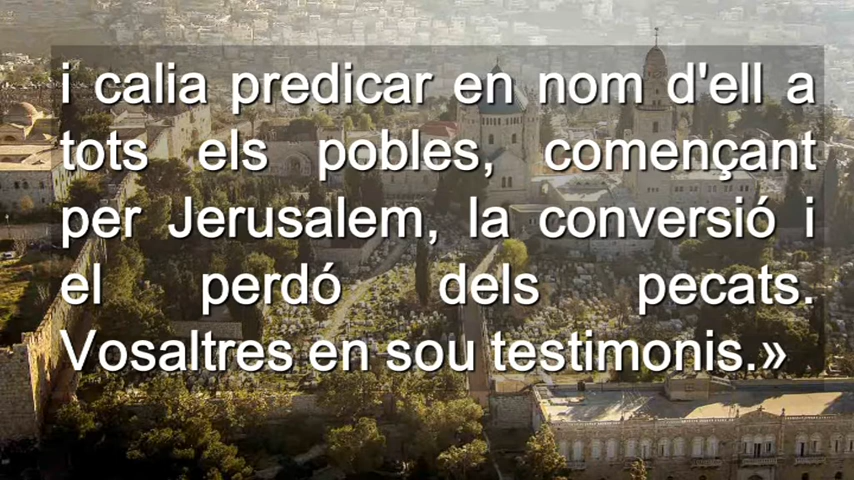 i calia predicar en nom d'ell a
tots els pobles, començant
per Jerusalem, la conversió i
el perdó dels pecats.
Vosaltres en sou testimonis.»